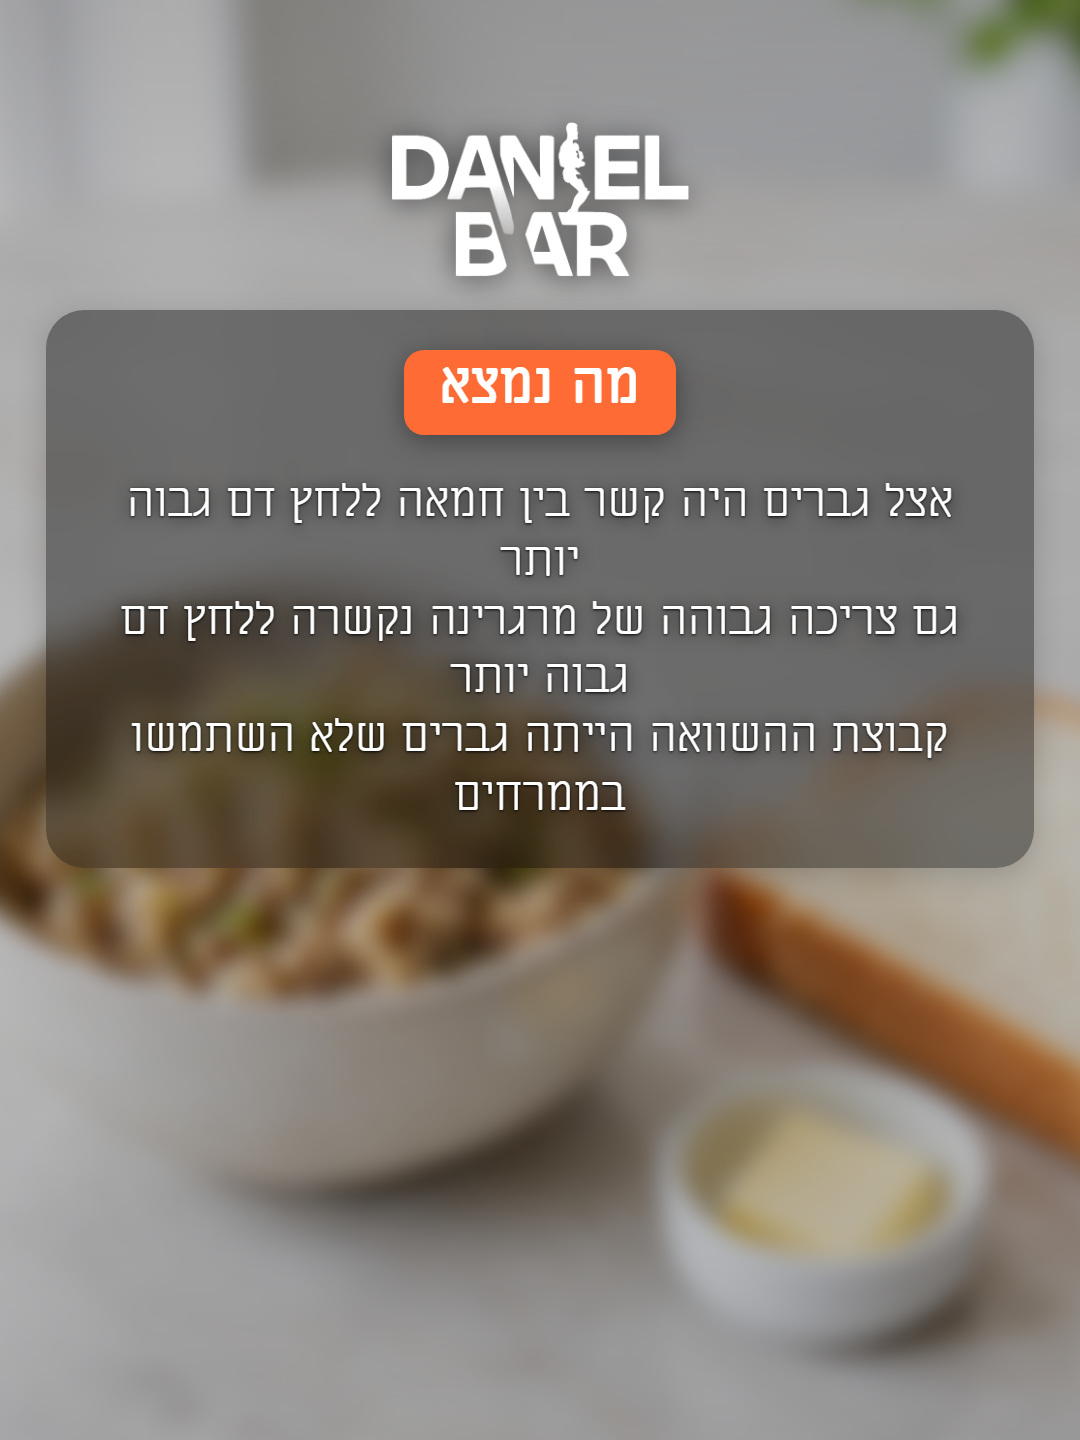 DANIEL
BAR
מה נמצא
אצל גברים היה קשר בין חמאה ללחץ דם גבוה
יותר
גם צריכה גבוהה של מרגרינה נקשרה ללחץ דם
גבוה יותר
קבוצת ההשוואה הייתה גברים שלא השתמשו
בממרחים